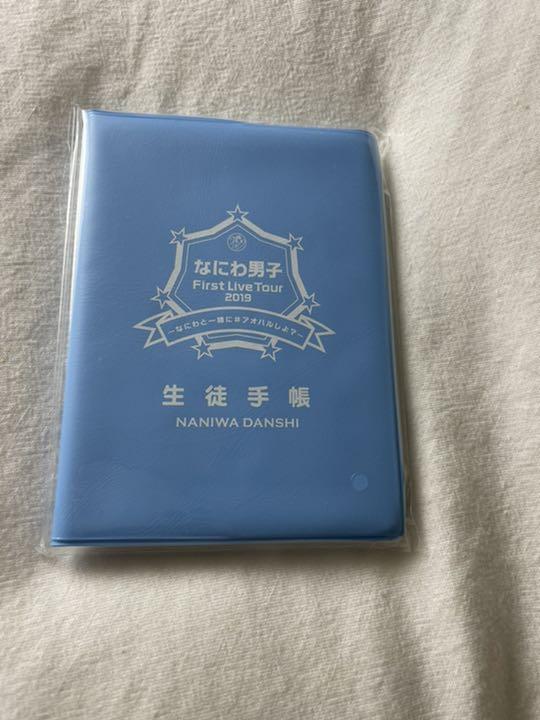 なにわ男子
First Live Tour
2019
～なにわと一緒に#アオハルしよ?～
生徒手帳
NANIWA DANSHI